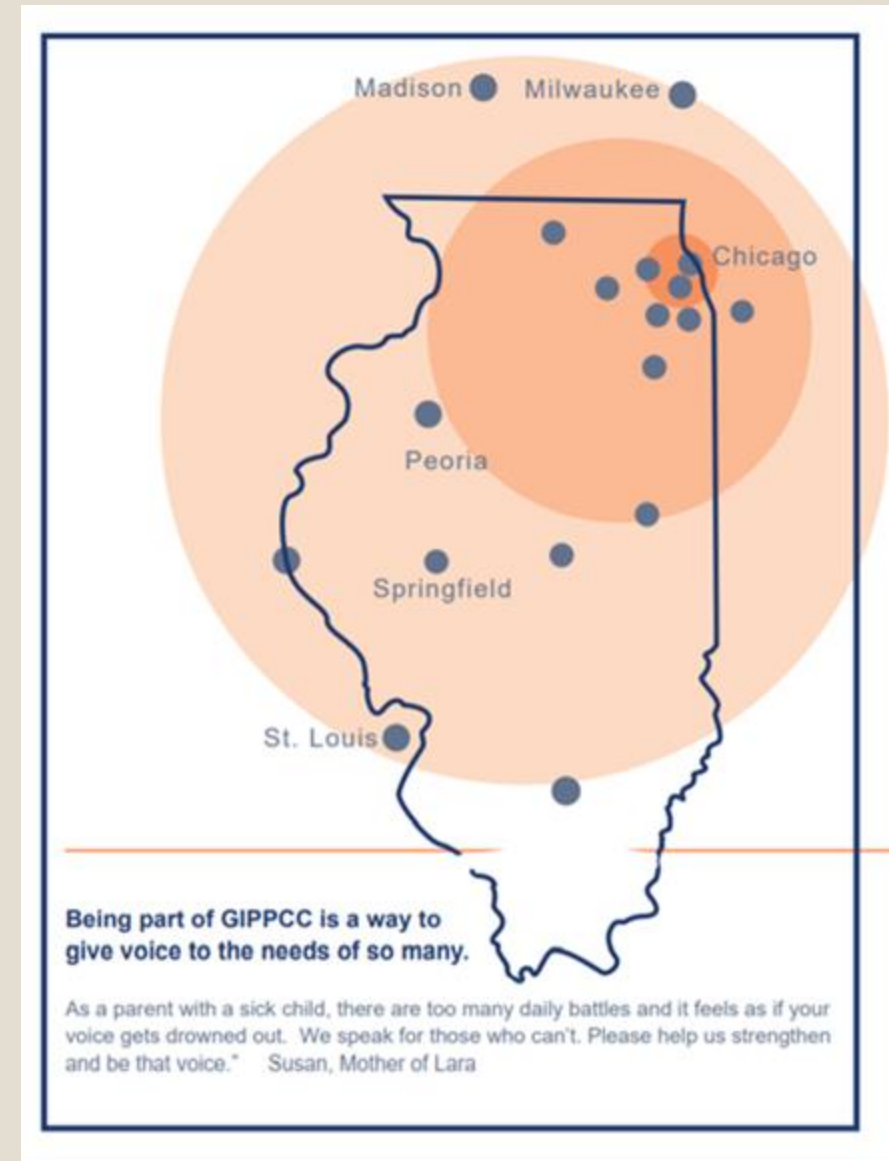 Madison Milwaukee
Chicago
Peoria
Springfield
St. Louis
Being part of GIPPCC is a way to
give voice to the needs of so many.
As a parent with a sick child, there are too many daily battles and it feels as if your
voice gets drowned out. We speak for those who can't. Please help us strengthen
and be that voice." Susan, Mother of Lara